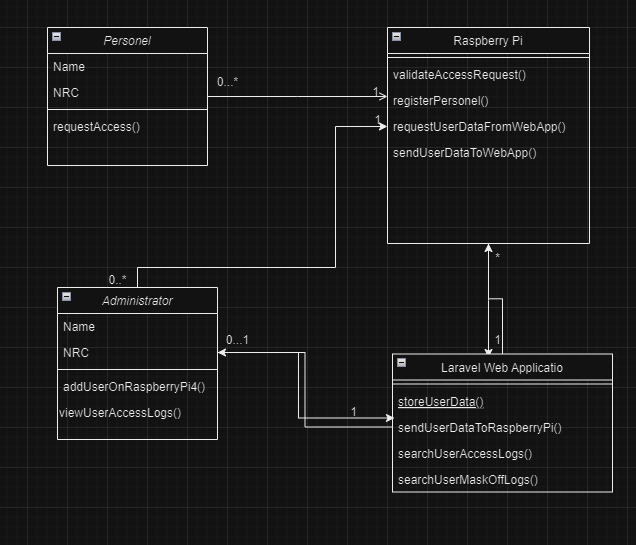 Personel
Name
NRC
requestAccess()
0...*
1
Raspberry Pi
validateAccessRequest()
registerPersonel()
requestUserDataFromWebApp()
sendUserDataToWebApp()
1
0..*
*
Administrator
Name
NRC
addUserOnRaspberryPi4()
viewUserAccessLogs()
0...1
1
1
Laravel Web Applicatio
storeUserData()
sendUserDataToRaspberryPi()
searchUserAccessLogs()
searchUserMaskOffLogs()